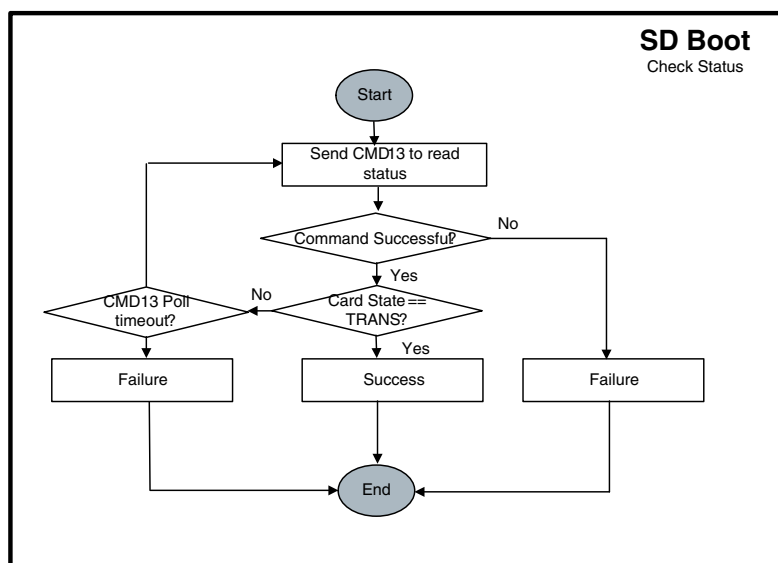 SD Boot
Check Status
Start
Send CMD13 to read
status
Command Successful?
No
Yes
CMD13 Poll
timeout?
No
Card State ==
TRANS?
Yes
Failure
Success
Failure
End